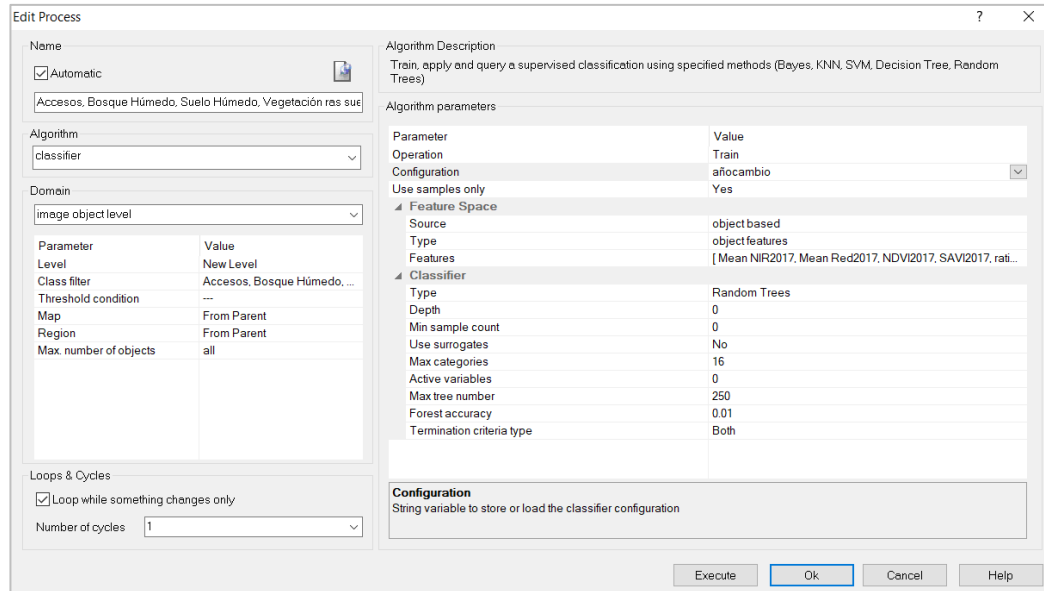 Edit Process
? ×
Name
Automatic
Accesos, Bosque Húmedo, Suelo Húmedo, Vegetación ras sue
Algorithm
classifier
Domain
image object level
Parameter Value
Level New Level
Class filter Accesos, Bosque Húmedo, ...
Threshold condition ---
Map From Parent
Region From Parent
Max. number of objects all
Loops & Cycles
Loop while something changes only
Number of cycles 1
Algorithm Description
Train, apply and query a supervised classification using specified methods (Bayes, KNN, SVM, Decision Tree, Random
Trees)
Algorithm parameters
Parameter Value
Operation Train
Configuration añocambio
Use samples only Yes
Feature Space
Source object based
Type object features
Features [ Mean NIR2017, Mean Red2017, NDVI2017, SAVI2017, rati...
Classifier
Type Random Trees
Depth 0
Min sample count 0
Use surrogates No
Max categories 16
Active variables 0
Max tree number 250
Forest accuracy 0.01
Termination criteria type Both
Configuration
String variable to store or load the classifier configuration
Execute Ok Cancel Help